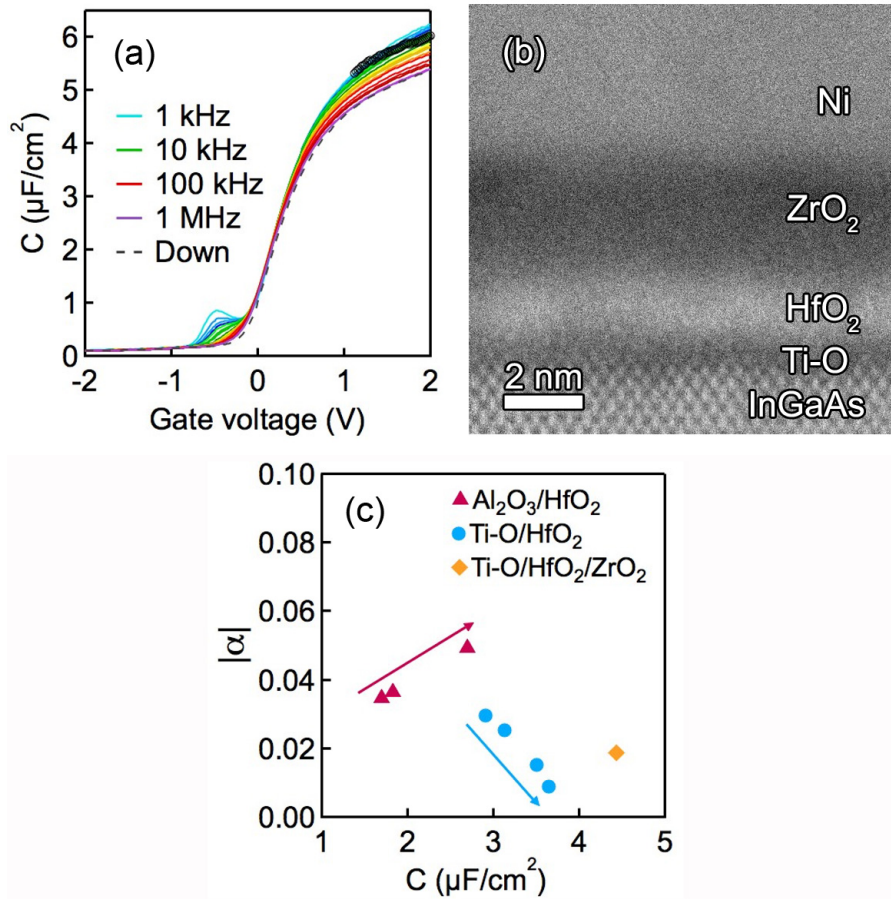 (a)
6
5
4
3
2
1
0
C (μF/cm²)
1 kHz
10 kHz
100 kHz
1 MHz
Down
-2 -1 0 1 2
Gate voltage (V)
(b)
Ni
ZrO₂
HfO₂
Ti-O
2 nm
InGaAs
(c)
0.10
0.08
0.06
0.04
0.02
0.00
|α|
Al₂O₃/HfO₂
Ti-O/HfO₂
Ti-O/HfO₂/ZrO₂
1 2 3 4 5
C (μF/cm²)